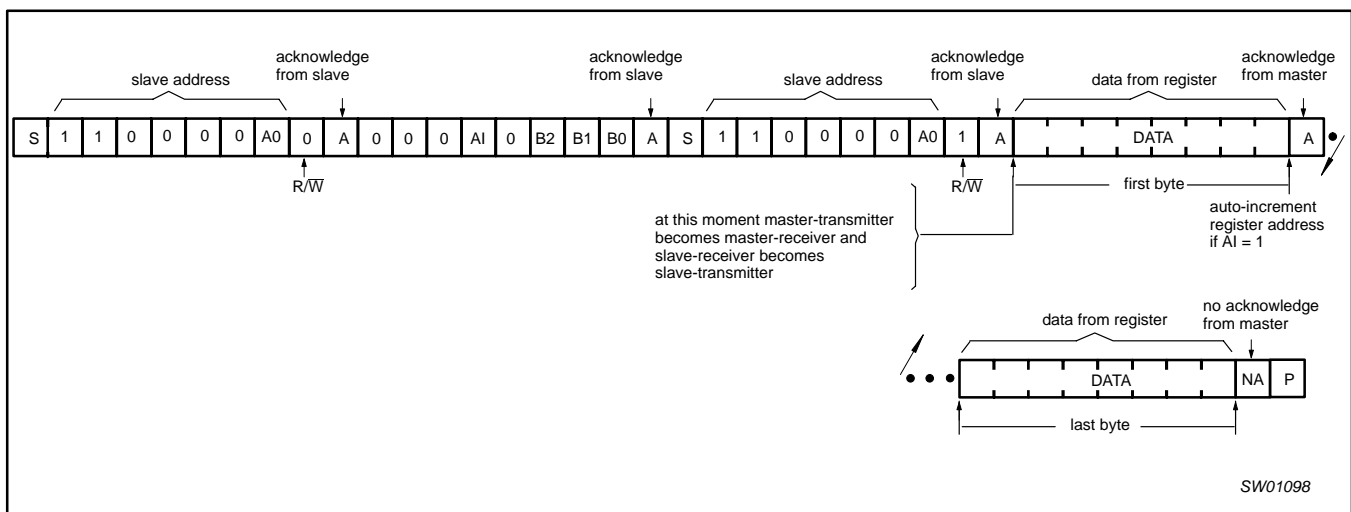 acknowledge from slave
acknowledge from slave
acknowledge from slave
acknowledge from master
slave address
slave address
data from register
S 1 1 0 0 0 0 A0 0 A 0 0 0 AI 0 B2 B1 B0 A S 1 1 0 0 0 0 A0 1 A DATA A
R/W̅
R/W̅
first byte
at this moment master-transmitter
becomes master-receiver and
slave-receiver becomes
slave-transmitter
auto-increment
register address
if AI = 1
data from register
no acknowledge
from master
DATA NA P
last byte
SW01098